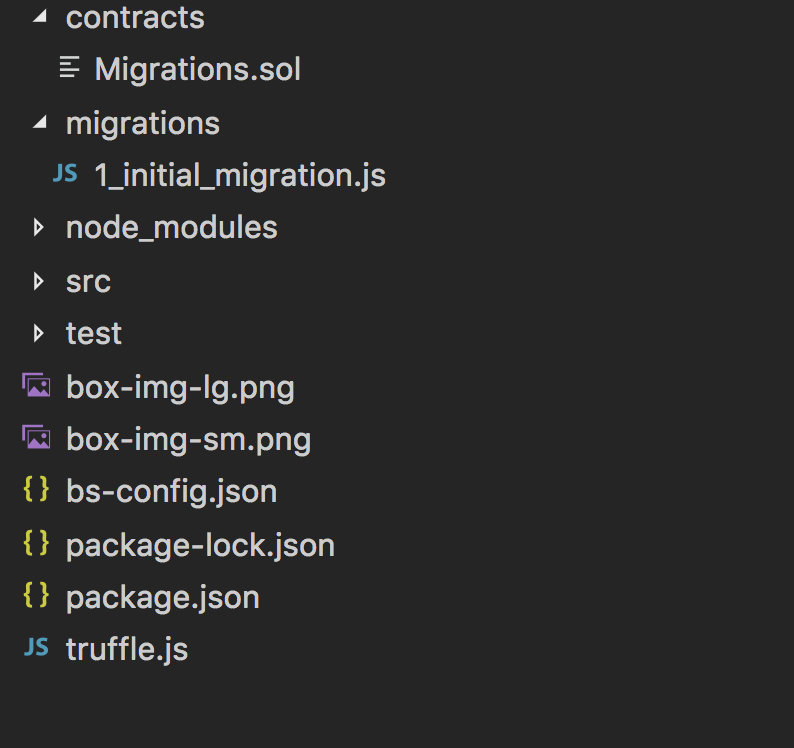 contracts
Migrations.sol
migrations
JS 1_initial_migration.js
node_modules
src
test
box-img-lg.png
box-img-sm.png
{ } bs-config.json
{ } package-lock.json
{ } package.json
JS truffle.js